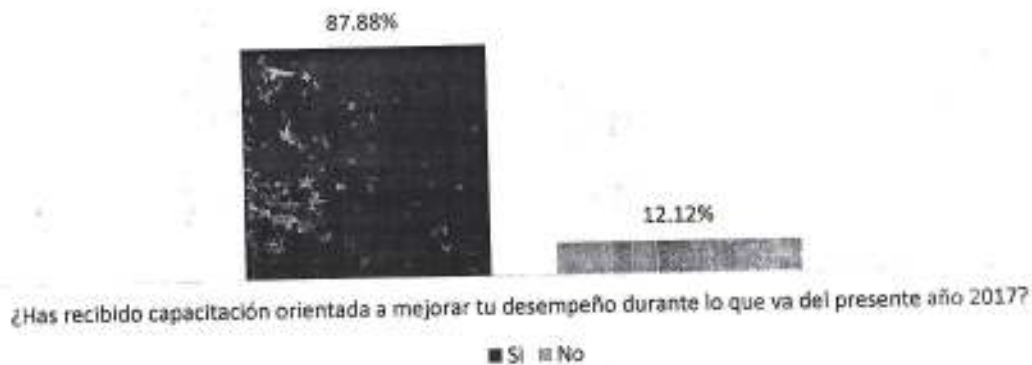 87.88%
12.12%
¿Has recibido capacitación orientada a mejorar tu desempeño durante lo que va del presente año 2017?
Si No